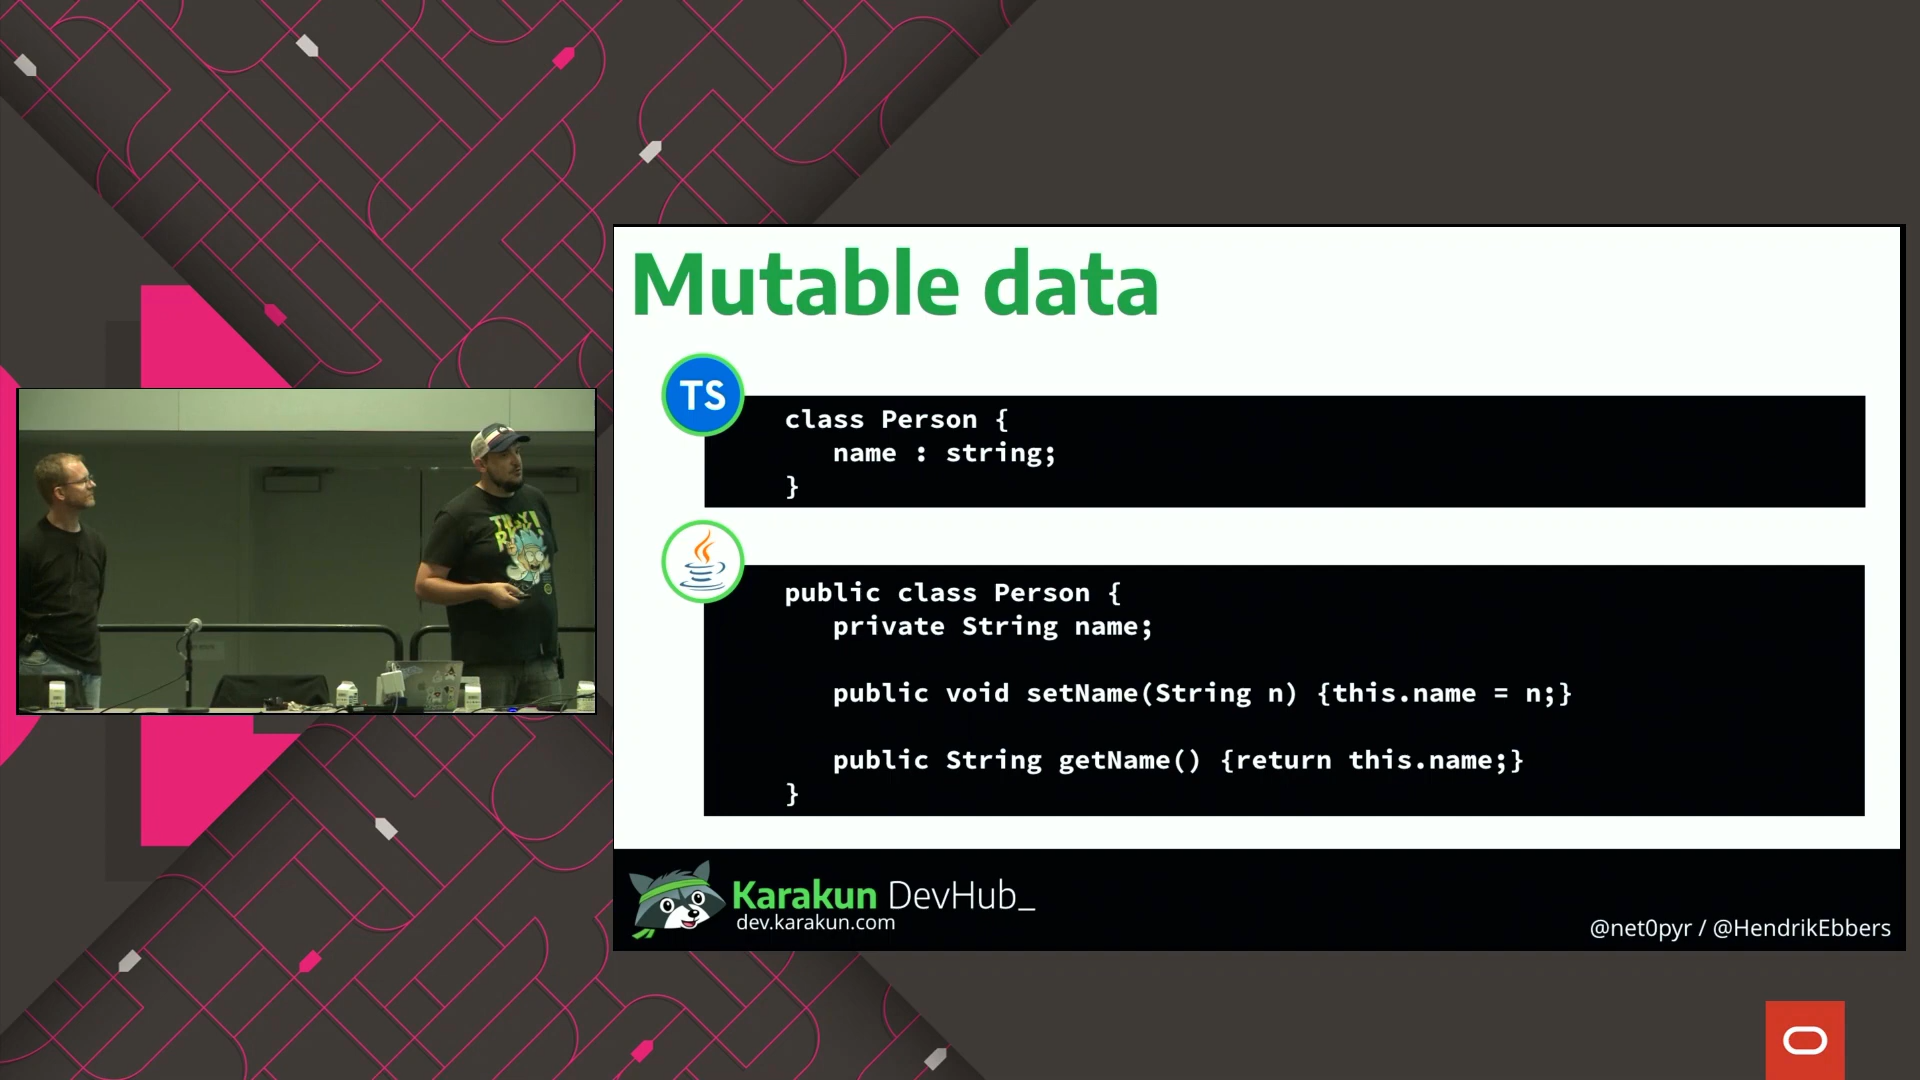 Mutable data
TS
class Person {
name : string;
}
public class Person {
private String name;
public void setName(String n) {this.name = n;}
public String getName() {return this.name;}
}
Karakun DevHub_
dev.karakun.com
@net0pyr / @HendrikEbbers